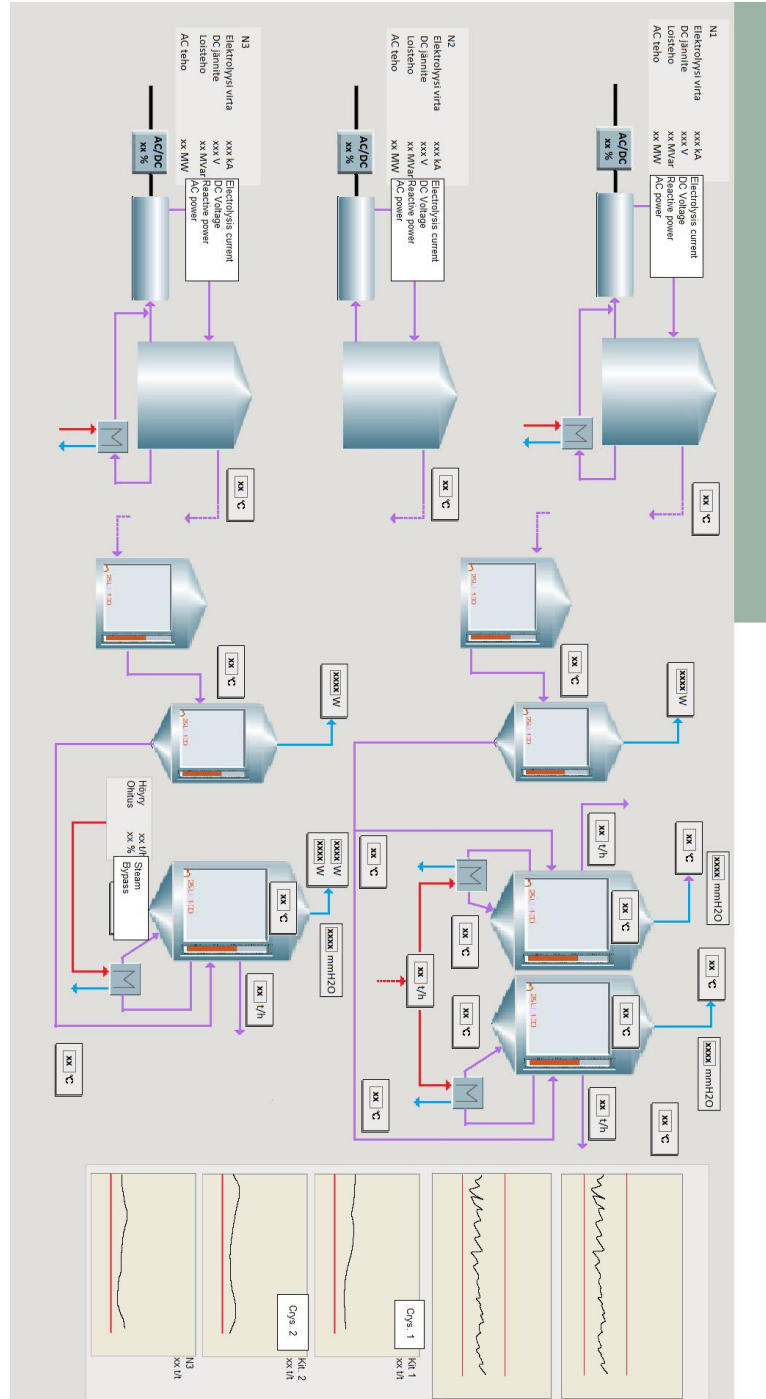 N1
Elektrolyysi virta xxx kA Electrolysis current
DC jännite xxx V DC Voltage
Loisteho xx MVar Reactive power
AC teho xx MW AC power
AC/DC
xx %
xx °C
xx °C
xxxx W
xx t/h
xx °C
xxxx mmH2O
xx °C
xx °C
xx °C
xx t/h
xx °C
xxxx mmH2O
xx °C
xx °C
xx °C
xx t/h
xx °C
N2
Elektrolyysi virta xxx kA Electrolysis current
DC jännite xxx V DC Voltage
Loisteho xx MVar Reactive power
AC teho xx MW AC power
AC/DC
xx %
xx °C
N3
Elektrolyysi virta xxx kA Electrolysis current
DC jännite xxx V DC Voltage
Loisteho xx MVar Reactive power
AC teho xx MW AC power
AC/DC
xx %
xx °C
xx °C
xxxx W
xxxx W
xxxx W
xxxx mmH2O
xx °C
xx t/h
Höyry xx t/h Steam
Ohitus xx % Bypass
xx °C
Kit 1
xx t/t
Crys. 1
Kit. 2
xx t/t
Crys. 2
N3
xx t/t